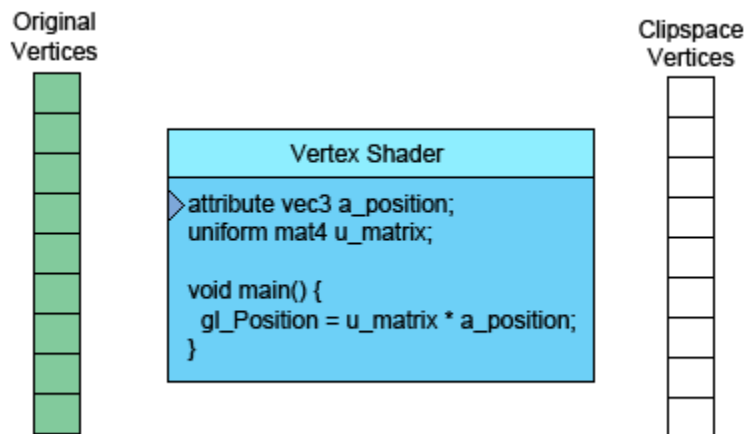 Original
Vertices
Clipspace
Vertices
Vertex Shader
attribute vec3 a_position;
uniform mat4 u_matrix;
void main() {
gl_Position = u_matrix * a_position;
}